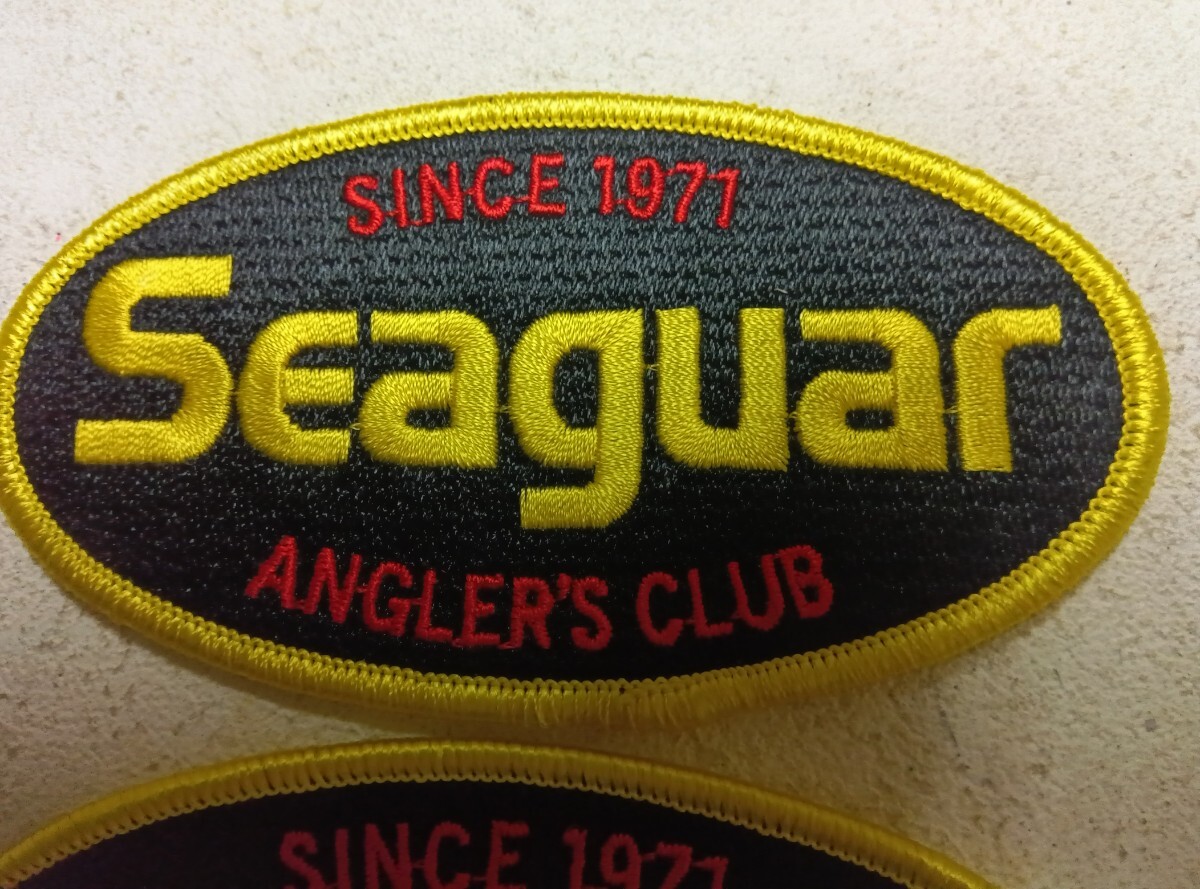 SINCE 1971
Seaguar
ANGLER'S CLUB
SINCE 1971